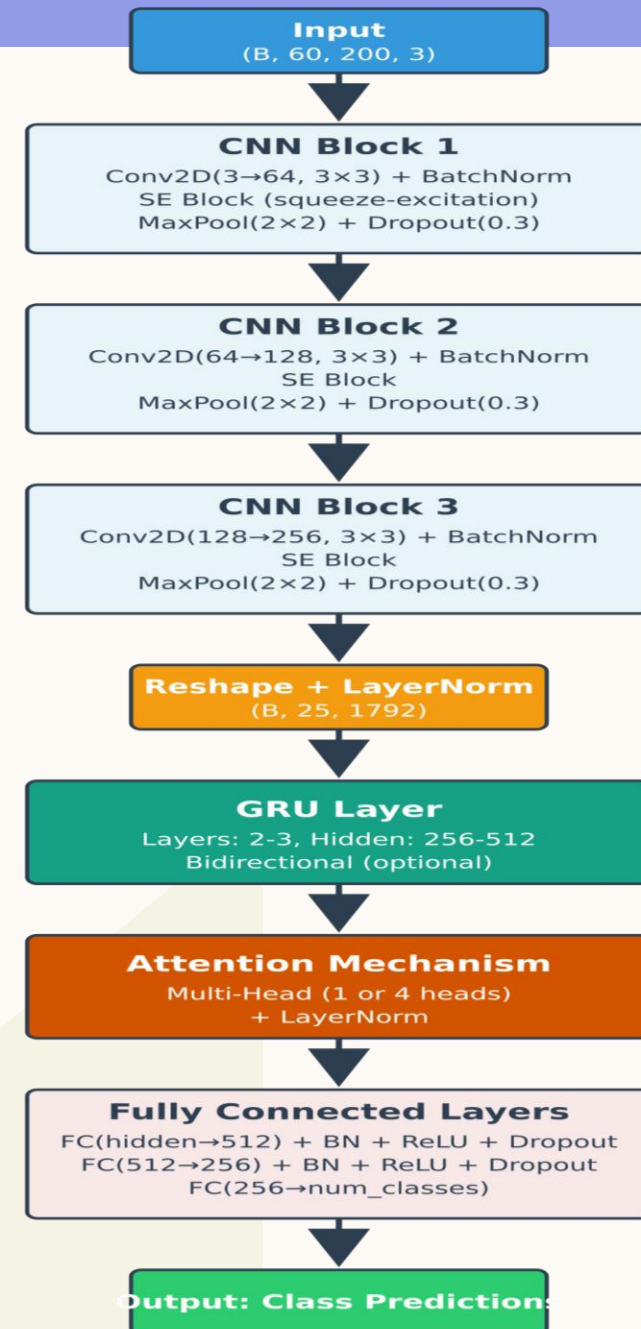 Input
(B, 60, 200, 3)
CNN Block 1
Conv2D(3→64, 3×3) + BatchNorm
SE Block (squeeze-excitation)
MaxPool(2×2) + Dropout(0.3)
CNN Block 2
Conv2D(64→128, 3×3) + BatchNorm
SE Block
MaxPool(2×2) + Dropout(0.3)
CNN Block 3
Conv2D(128→256, 3×3) + BatchNorm
SE Block
MaxPool(2×2) + Dropout(0.3)
Reshape + LayerNorm
(B, 25, 1792)
GRU Layer
Layers: 2-3, Hidden: 256-512
Bidirectional (optional)
Attention Mechanism
Multi-Head (1 or 4 heads)
+ LayerNorm
Fully Connected Layers
FC(hidden→512) + BN + ReLU + Dropout
FC(512→256) + BN + ReLU + Dropout
FC(256→num_classes)
Output: Class Predictions